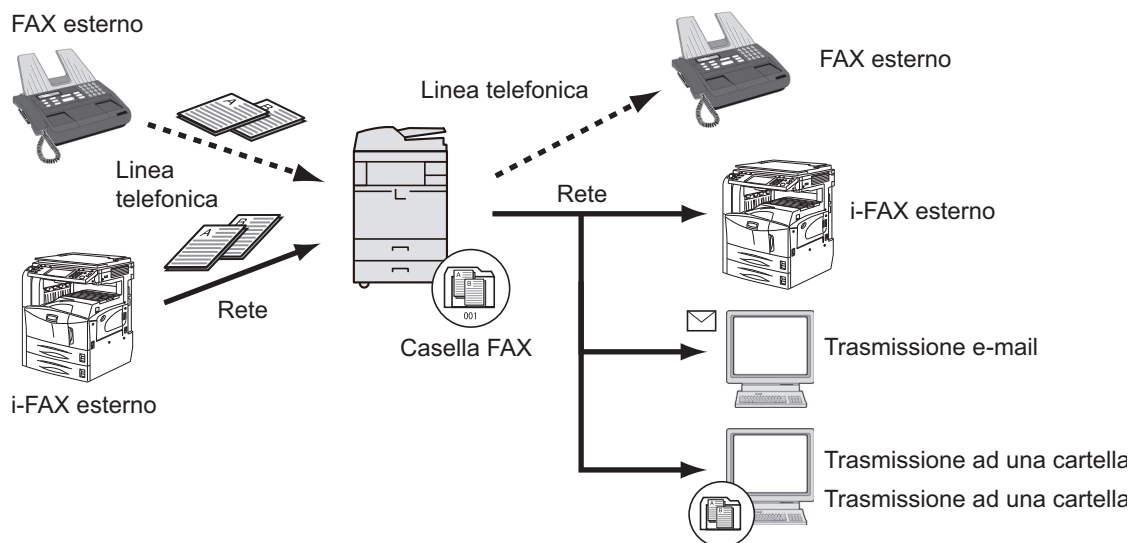 FAX esterno
A
B
Linea
telefonica
A
B
Rete
i-FAX esterno
A
B
001
Casella FAX
Linea telefonica
FAX esterno
Rete
i-FAX esterno
Trasmissione e-mail
Trasmissione ad una cartella
Trasmissione ad una cartella
A
B